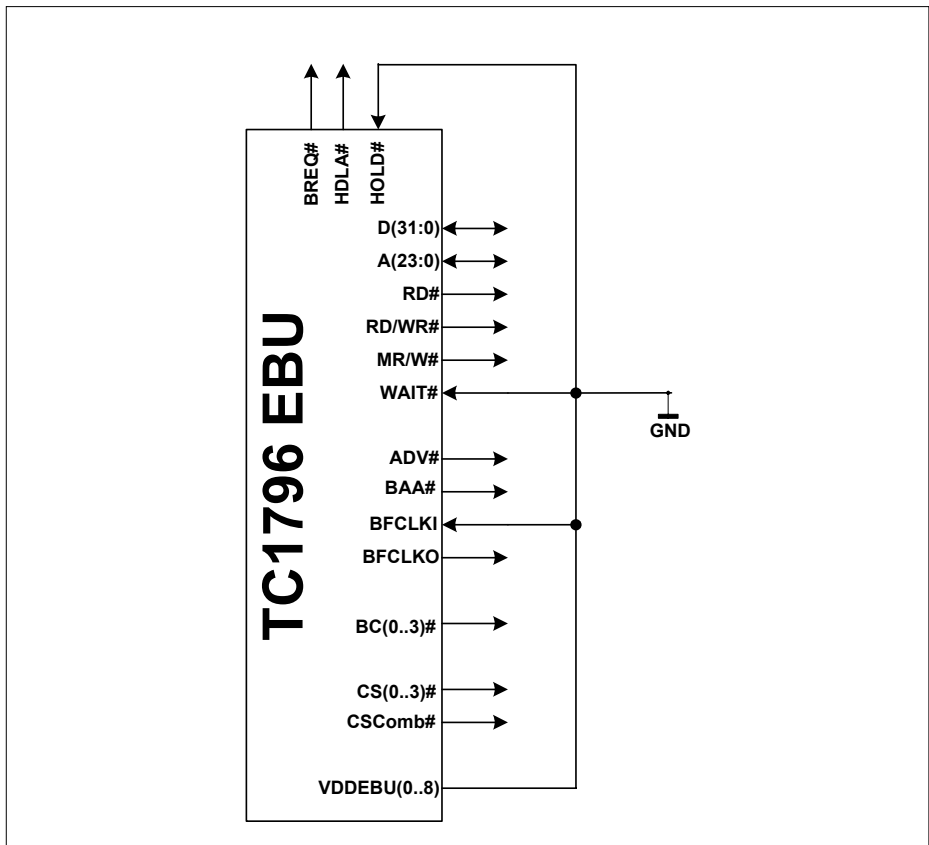 BREQ#
HDLA#
HOLD#
D(31:0)
A(23:0)
RD#
RD/WR#
MR/W#
WAIT#
GND
ADV#
BAA#
BFCLKI
BFCLKO
BC(0..3)#
CS(0..3)#
CSComb#
VDDEBU(0..8)
TC1796 EBU